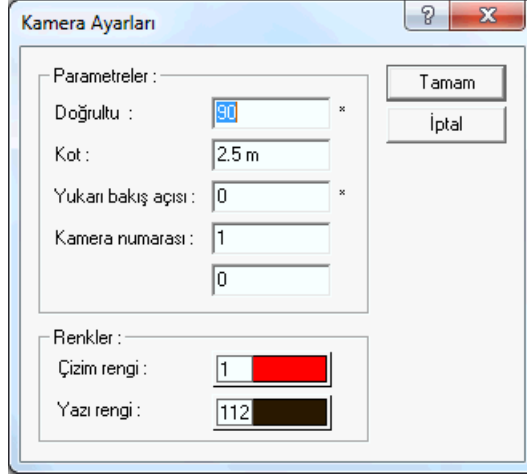 Kamera Ayarları
Parametreler :
Tamam
Doğrultu : 90 °
İptal
Kot : 2.5 m
Yukarı bakış açısı : 0 °
Kamera numarası : 1
0
Renkler :
Çizim rengi : 1
Yazı rengi : 112